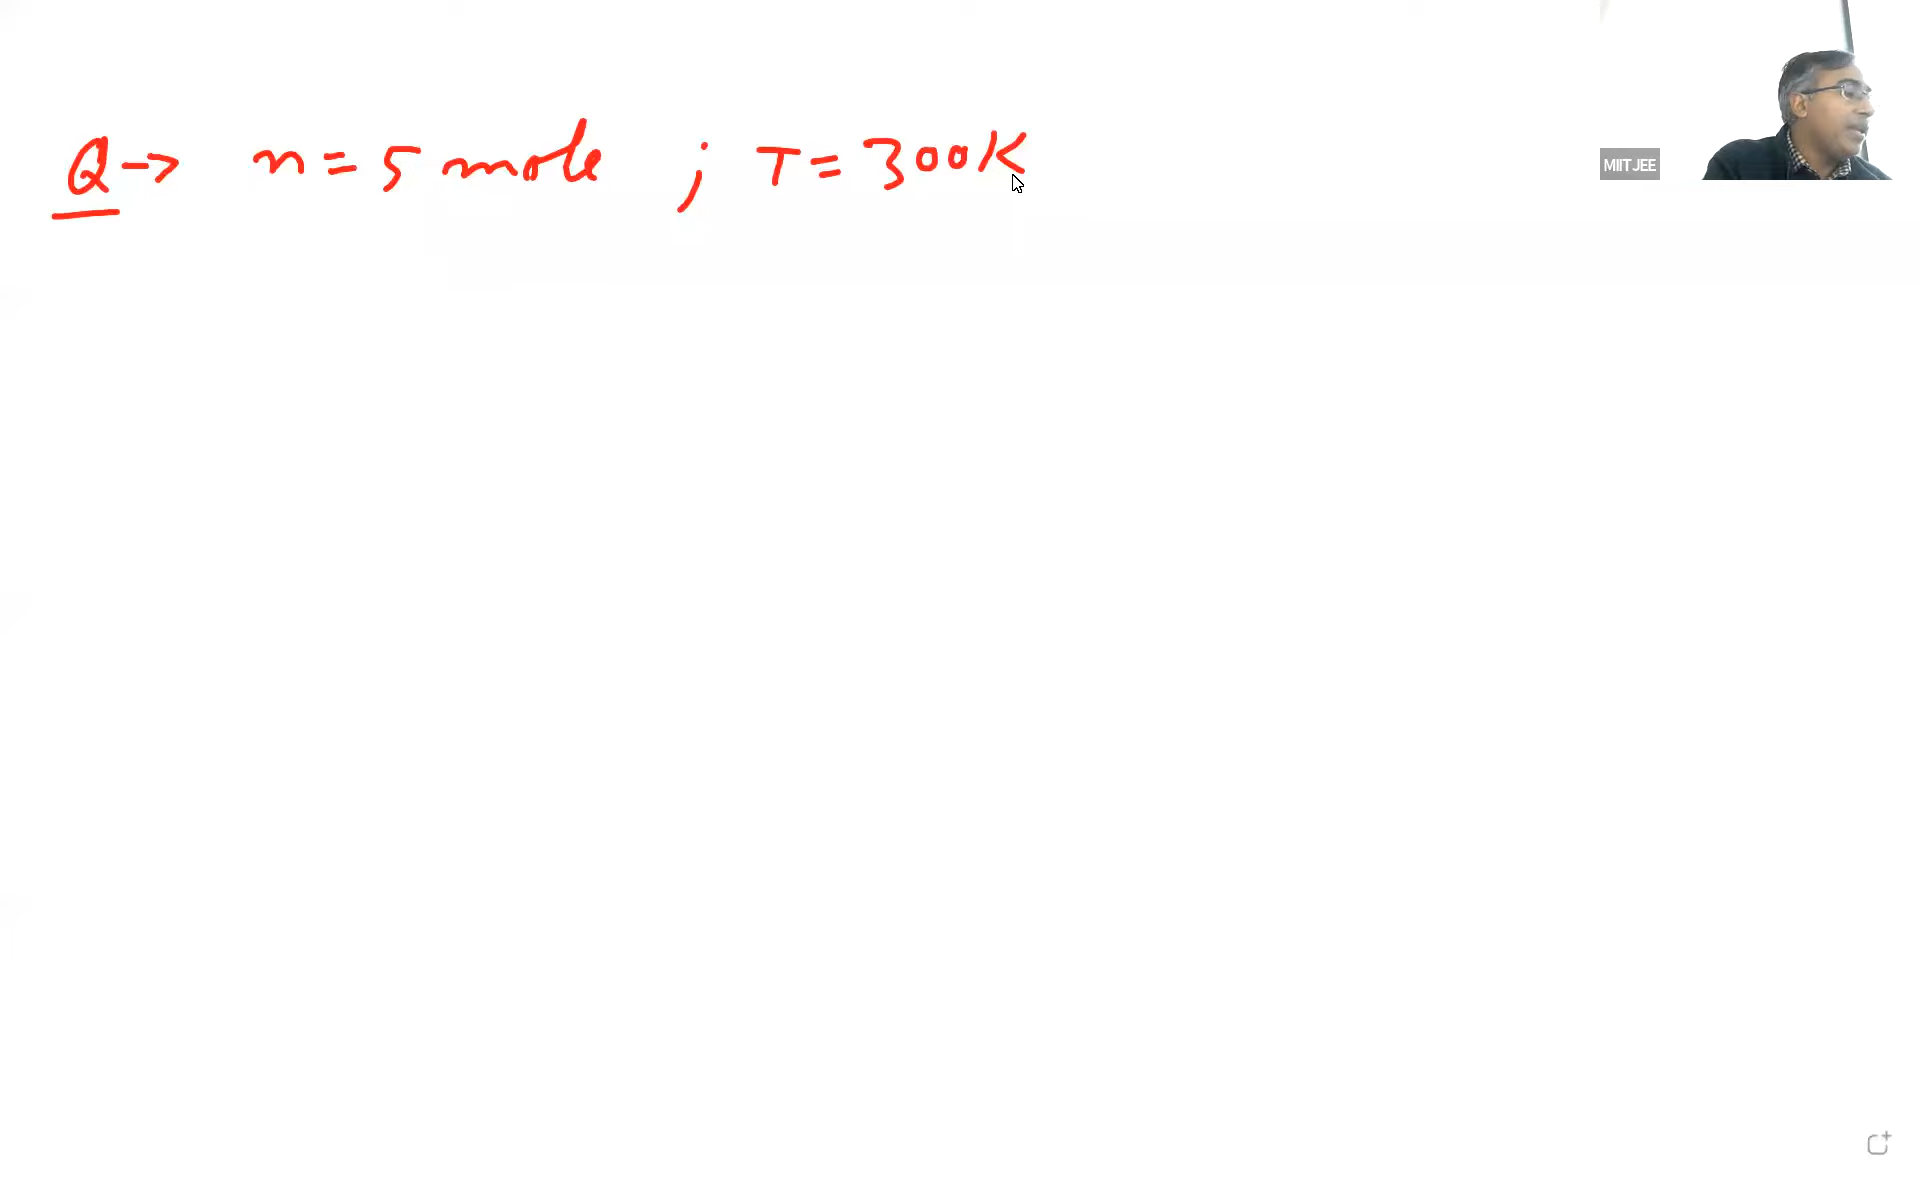 Q → n = 5 mole ; T = 300K
MIIT JEE